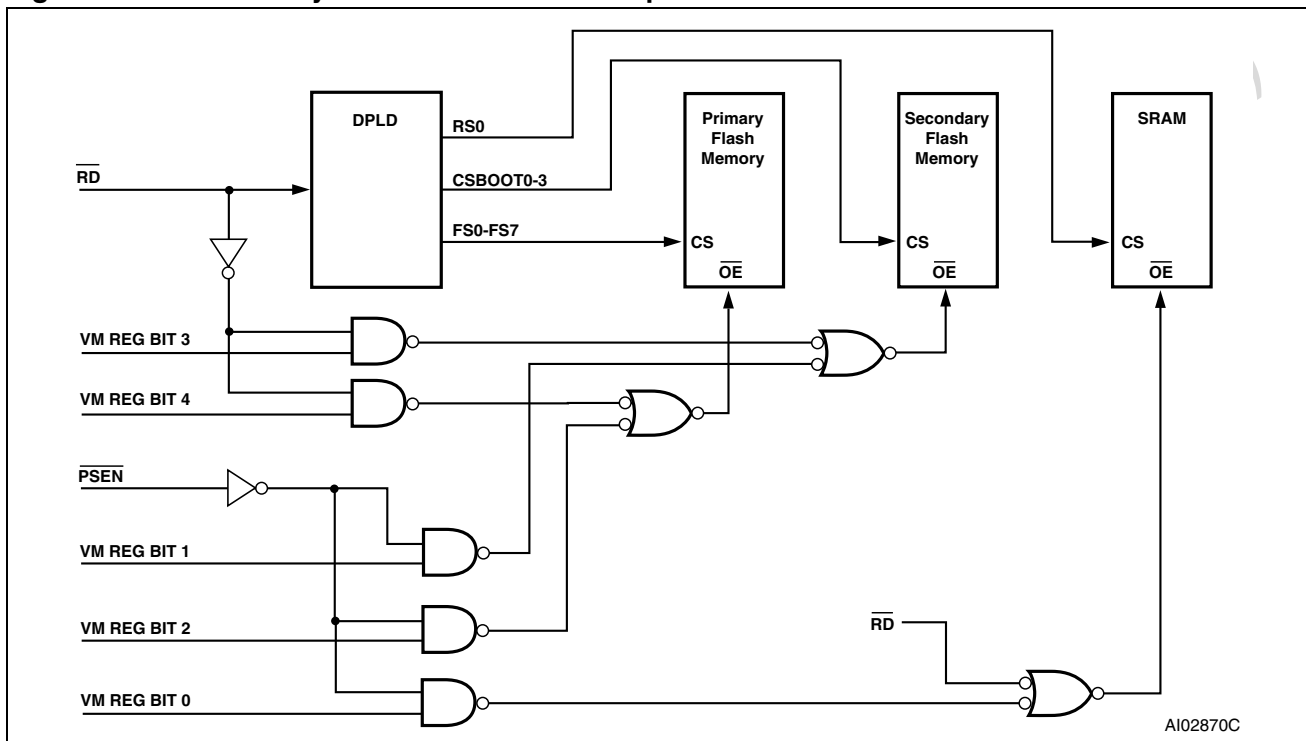 DPLD
RS0
CSBOOT0-3
FS0-FS7
Primary
Flash
Memory
CS
OE
Secondary
Flash
Memory
CS
OE
SRAM
CS
OE
RD
VM REG BIT 3
VM REG BIT 4
PSEN
VM REG BIT 1
VM REG BIT 2
VM REG BIT 0
RD
AI02870C